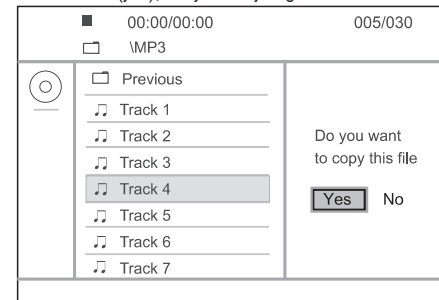 00:00/00:00 005/030
\MP3
Previous
Track 1
Track 2
Track 3
Track 4
Track 5
Track 6
Track 7
Do you want
to copy this file
Yes No